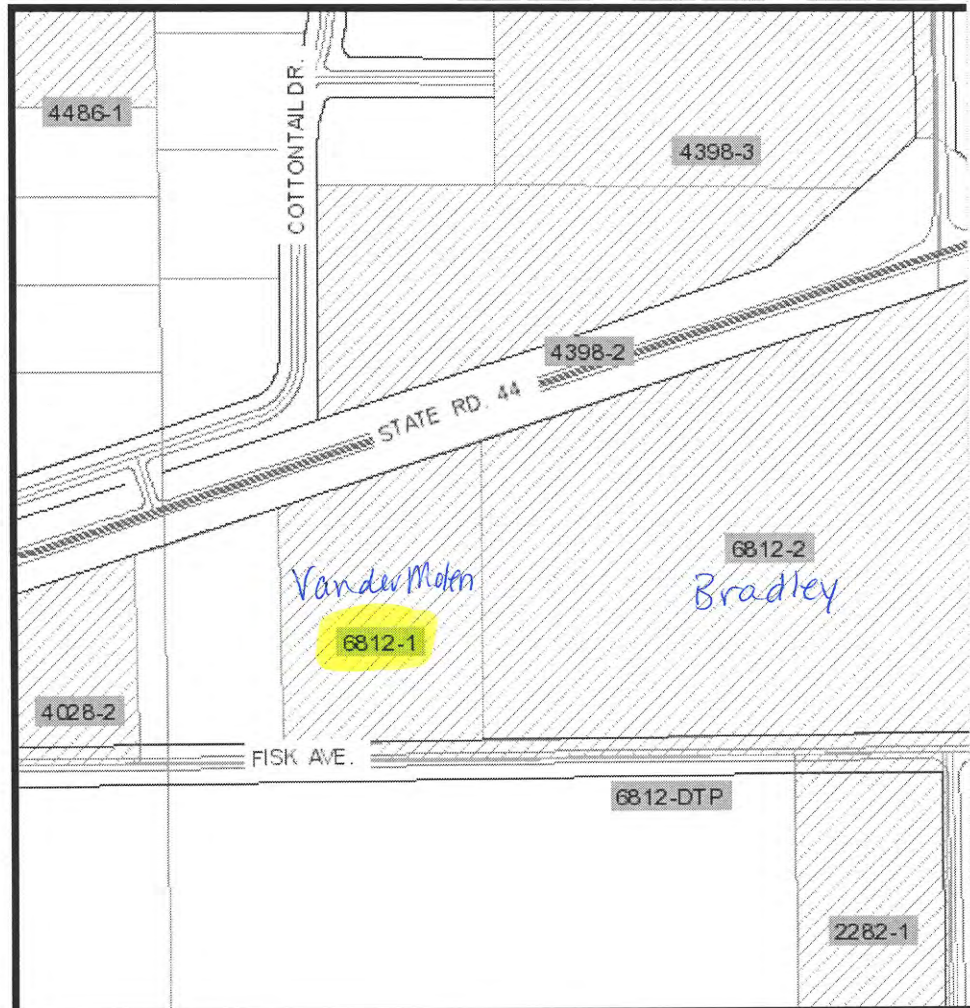 4486-1
COTTONTAIL DR.
4398-3
4398-2
STATE RD. 44
6812-2
VanderMolen
Bradley
6812-1
4028-2
FISK AVE.
6812-DTP
2282-1